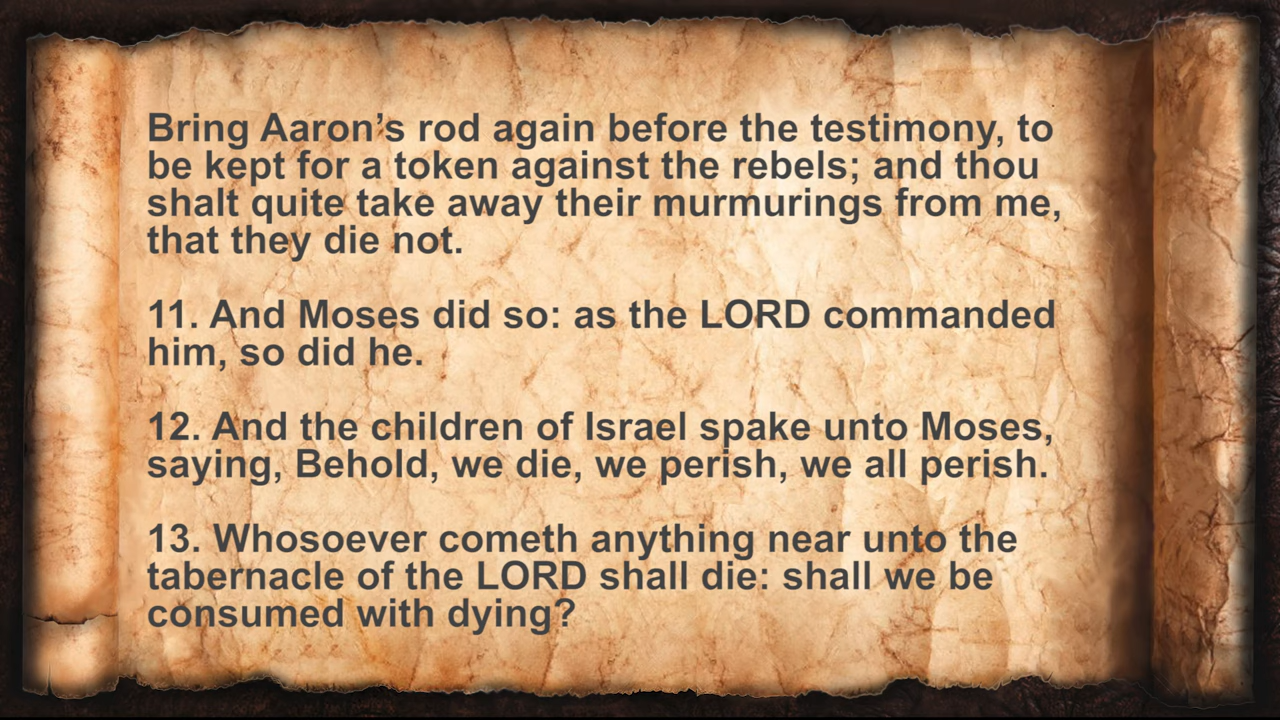 Bring Aaron’s rod again before the testimony, to
be kept for a token against the rebels; and thou
shalt quite take away their murmurings from me,
that they die not.
11. And Moses did so: as the LORD commanded
him, so did he.
12. And the children of Israel spake unto Moses,
saying, Behold, we die, we perish, we all perish.
13. Whosoever cometh anything near unto the
tabernacle of the LORD shall die: shall we be
consumed with dying?